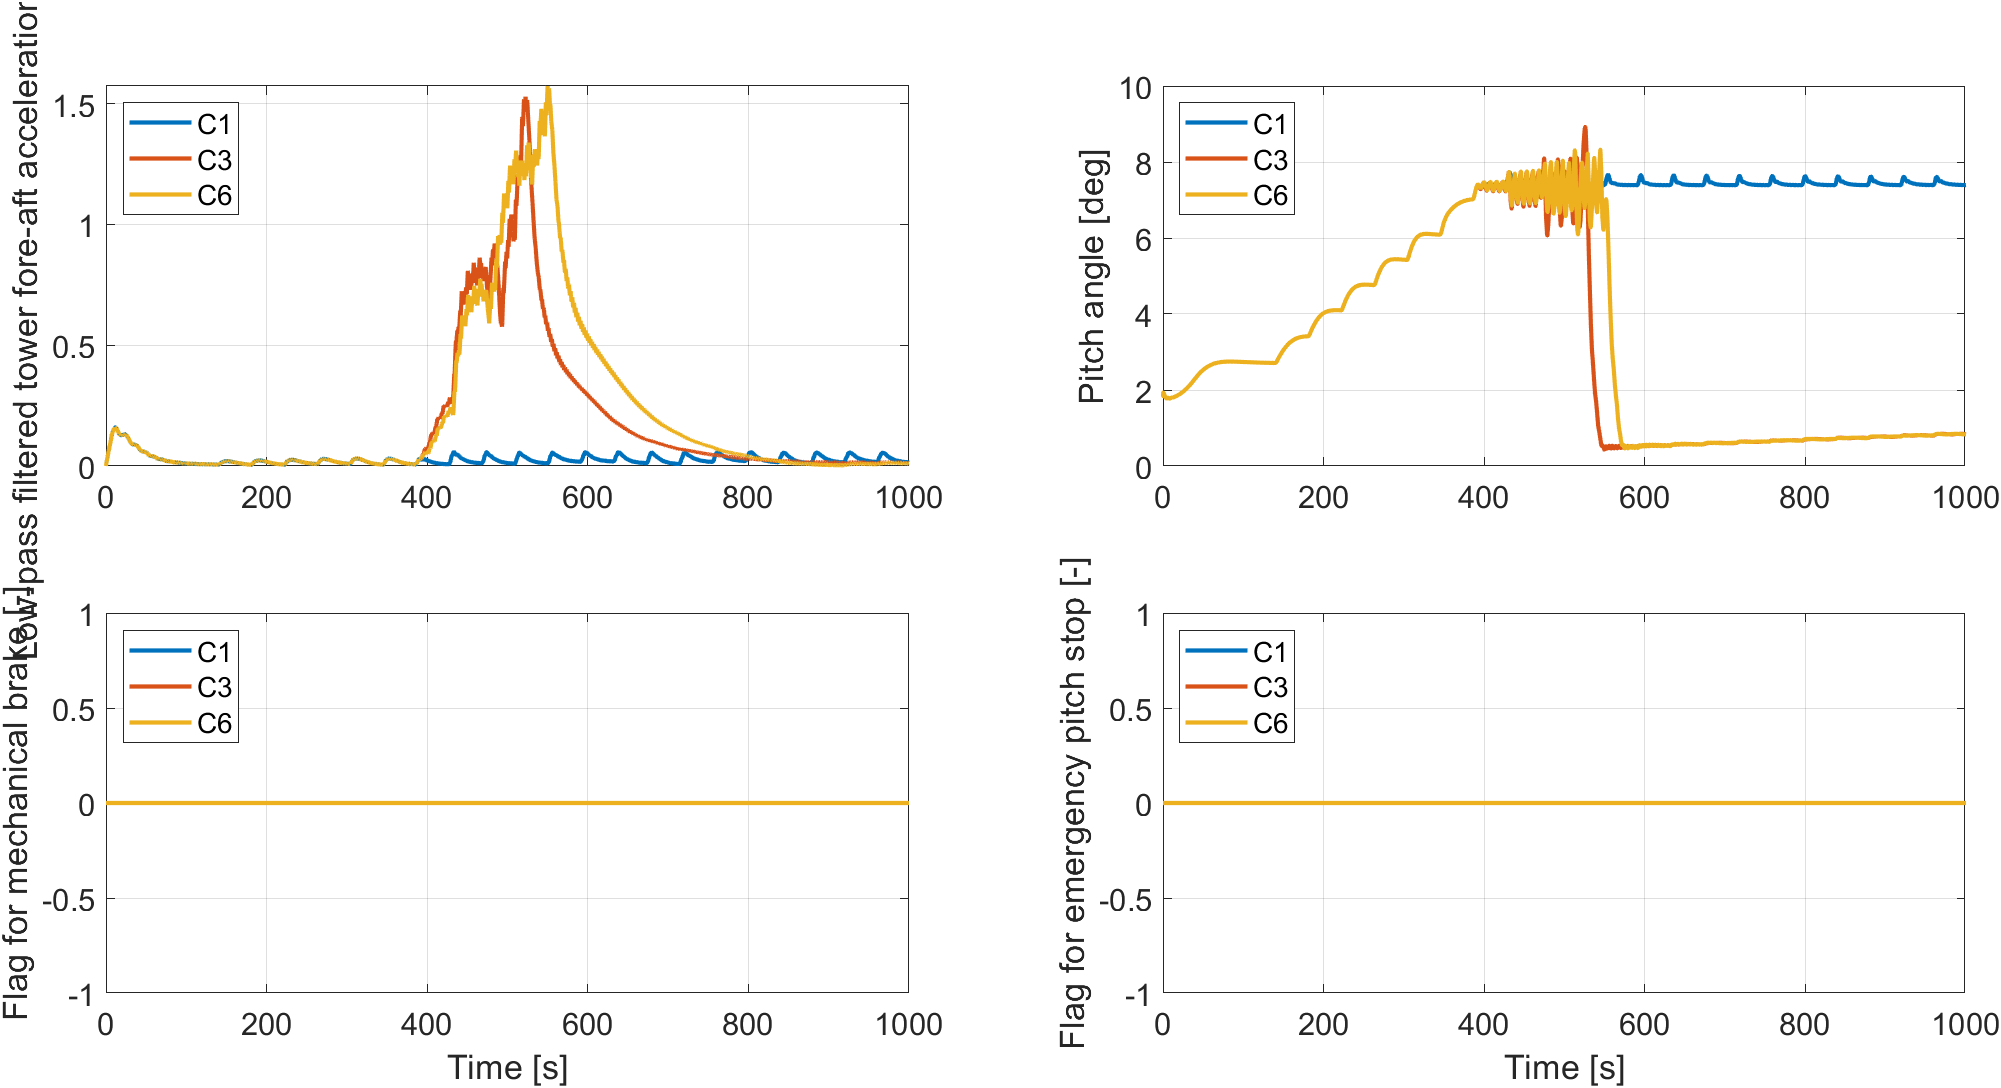 Low-pass filtered tower fore-aft acceleration
1.5
1
0.5
0
C1
C3
C6
0 200 400 600 800 1000
Pitch angle [deg]
10
8
6
4
2
0
C1
C3
C6
0 200 400 600 800 1000
Flag for mechanical brake [-]
1
0.5
0
-0.5
-1
C1
C3
C6
0 200 400 600 800 1000
Time [s]
Flag for emergency pitch stop [-]
1
0.5
0
-0.5
-1
C1
C3
C6
0 200 400 600 800 1000
Time [s]